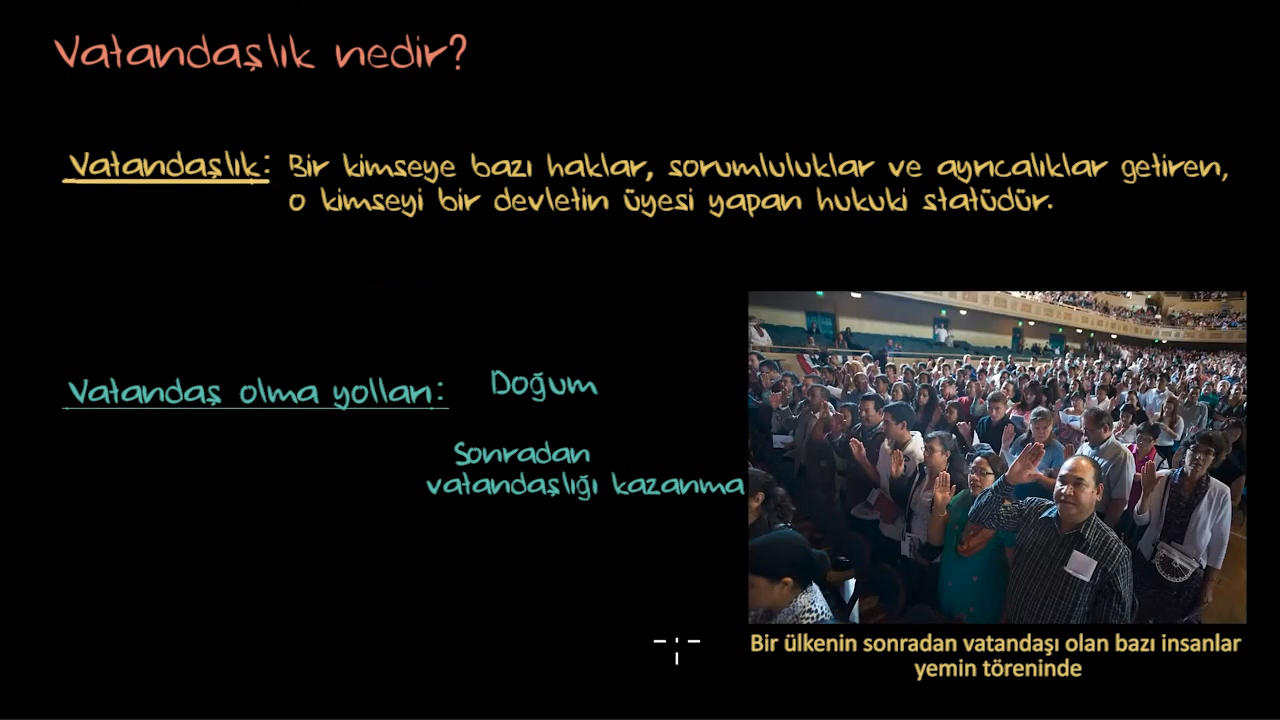 Vatandaşlık nedir?
Vatandaşlık: Bir kimseye bazı haklar, sorumluluklar ve ayrıcalıklar getiren,
o kimseyi bir devletin üyesi yapan hukuki statüdür.
Vatandaş olma yolları: Doğum
Sonradan
vatandaşlığı kazanma
Bir ülkenin sonradan vatandaşı olan bazı insanlar
yemin töreninde